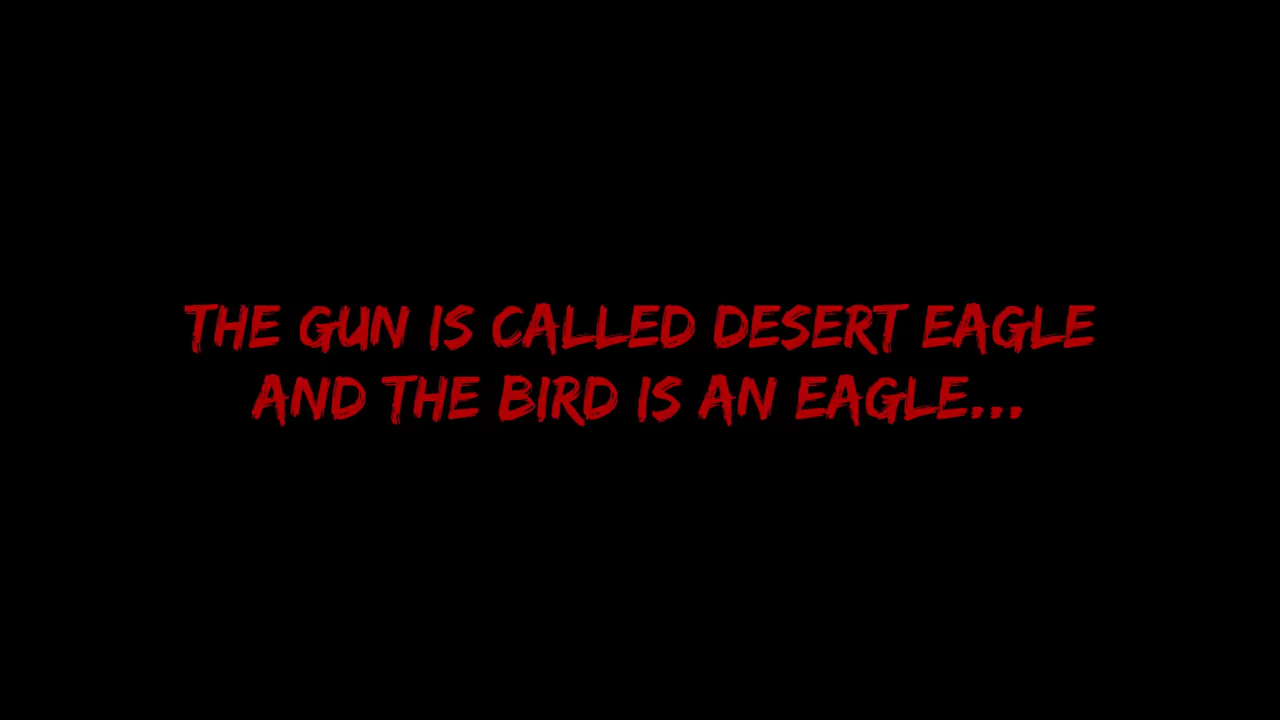 THE GUN IS CALLED DESERT EAGLE
AND THE BIRD IS AN EAGLE...